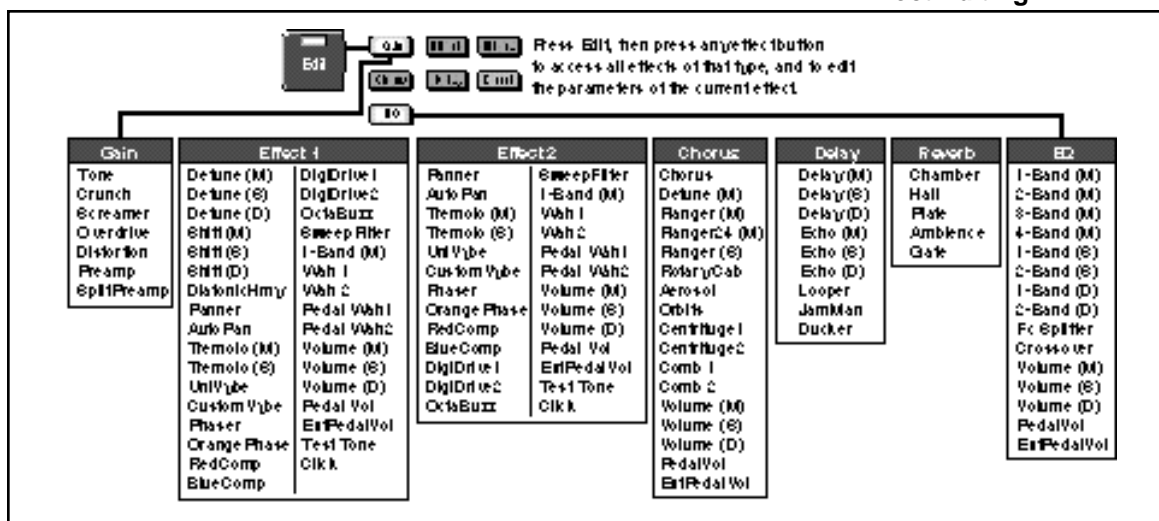 Edit
Gain
Press Edit, then press any effect button
to access all effects of that type, and to edit
the parameters of the current effect.
Chorus
Delay
EQ
Gain
Tone
Crunch
Screamer
Overdrive
Distortion
Preamp
SplitPreamp
Effect 1
Detune (M)
Detune (S)
Detune (D)
Shift (M)
Shift (S)
Shift (D)
DiatonicHrmy
Panner
Auto Pan
Tremolo (M)
Tremolo (S)
UniVybe
Custom Vybe
Phaser
Orange Phase
RedComp
BlueComp
DigiDrive1
DigiDrive2
OctaBuzz
Sweep Filter
1-Band (M)
Wah 1
Wah 2
Pedal Wah1
Pedal Wah2
Volume (M)
Volume (S)
Volume (D)
Pedal Vol
ExtPedalVol
Test Tone
Click
Effect 2
Panner
Auto Pan
Tremolo (M)
Tremolo (S)
UniVybe
Custom Vybe
Phaser
Orange Phase
RedComp
BlueComp
DigiDrive1
DigiDrive2
OctaBuzz
SweepFilter
1-Band (M)
Wah 1
Wah 2
Pedal Wah1
Pedal Wah2
Volume (M)
Volume (S)
Volume (D)
Pedal Vol
ExtPedalVol
Test Tone
Click
Chorus
Chorus
Detune (M)
Flanger (M)
Flanger24 (M)
Flanger (S)
RotaryCab
Aerosol
Orbits
Centrifuge1
Centrifuge2
Comb 1
Comb 2
Volume (M)
Volume (S)
Volume (D)
PedalVol
ExtPedalVol
Delay
Delay (M)
Delay (S)
Delay (D)
Echo (M)
Echo (S)
Echo (D)
Looper
JamMan
Ducker
Reverb
Chamber
Hall
Plate
Ambience
Gate
EQ
1-Band (M)
2-Band (M)
3-Band (M)
4-Band (M)
1-Band (S)
2-Band (S)
1-Band (D)
2-Band (D)
Fc Splitter
Crossover
Volume (M)
Volume (S)
Volume (D)
PedalVol
ExtPedalVol